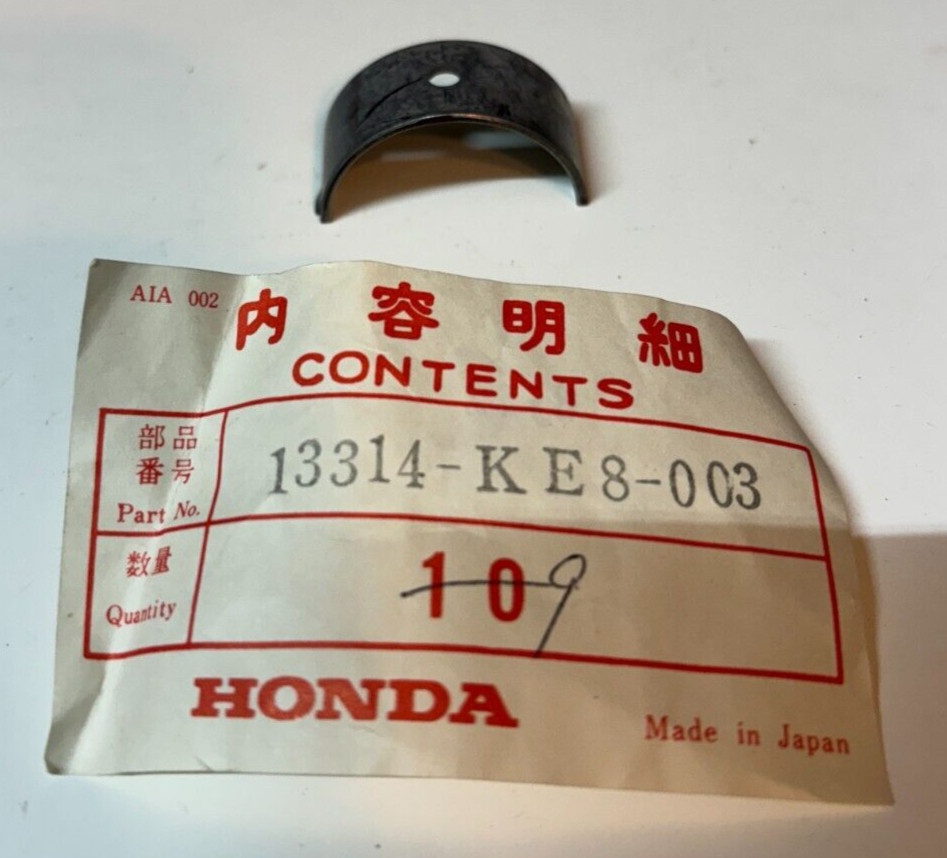 AIA 002
内容明細
CONTENTS
部品
番号
Part No.
13314-KE8-003
数量
Quantity
10 9
HONDA
Made in Japan